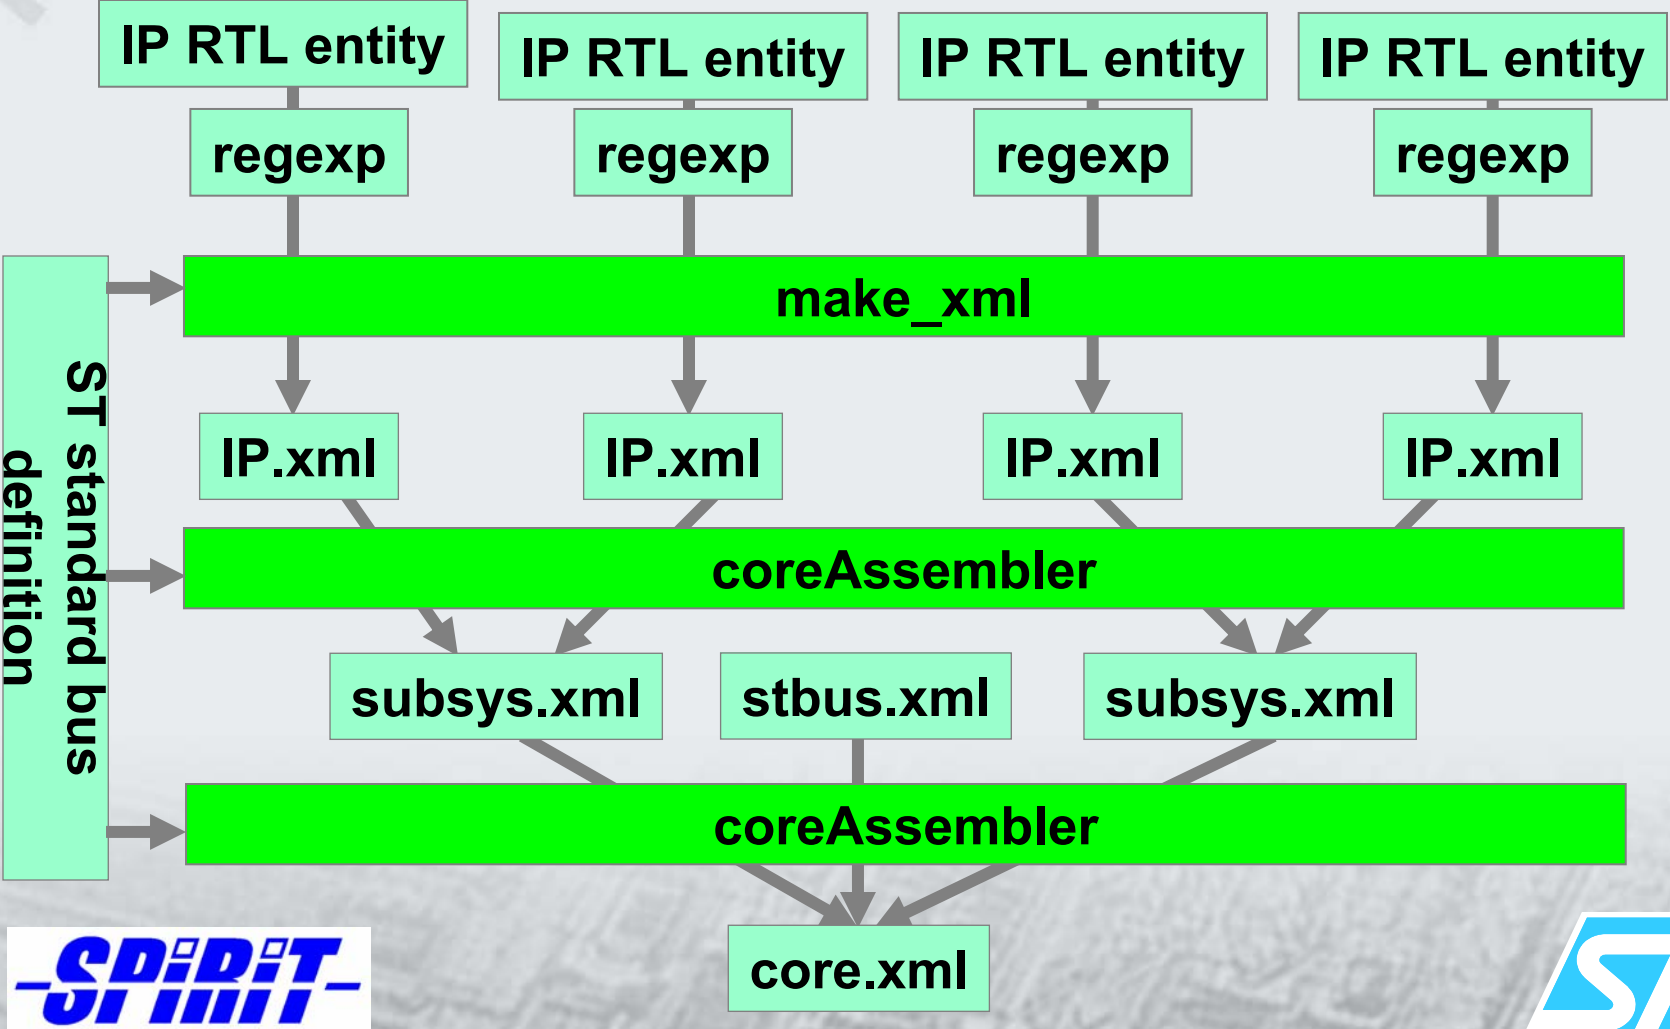 IP RTL entity
IP RTL entity
IP RTL entity
IP RTL entity
regexp
regexp
regexp
regexp
make_xml
ST standard bus
definition
IP.xml
IP.xml
IP.xml
IP.xml
coreAssembler
subsys.xml
stbus.xml
subsys.xml
coreAssembler
core.xml
SPIRIT
ST